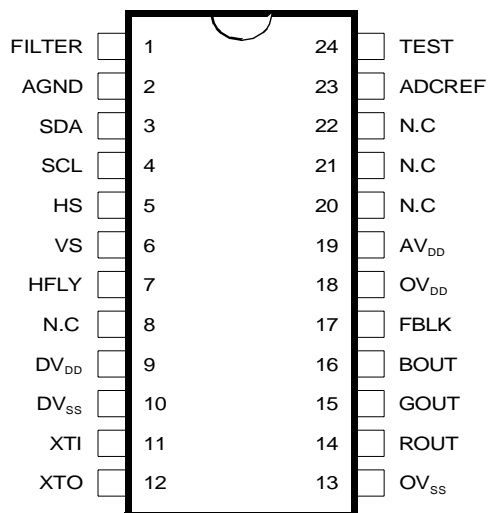 FILTER 1 24 TEST
AGND 2 23 ADCREF
SDA 3 22 N.C
SCL 4 21 N.C
HS 5 20 N.C
VS 6 19 AVDD
HFLY 7 18 OVDD
N.C 8 17 FBLK
DVDD 9 16 BOUT
DVSS 10 15 GOUT
XTI 11 14 ROUT
XTO 12 13 OVSS